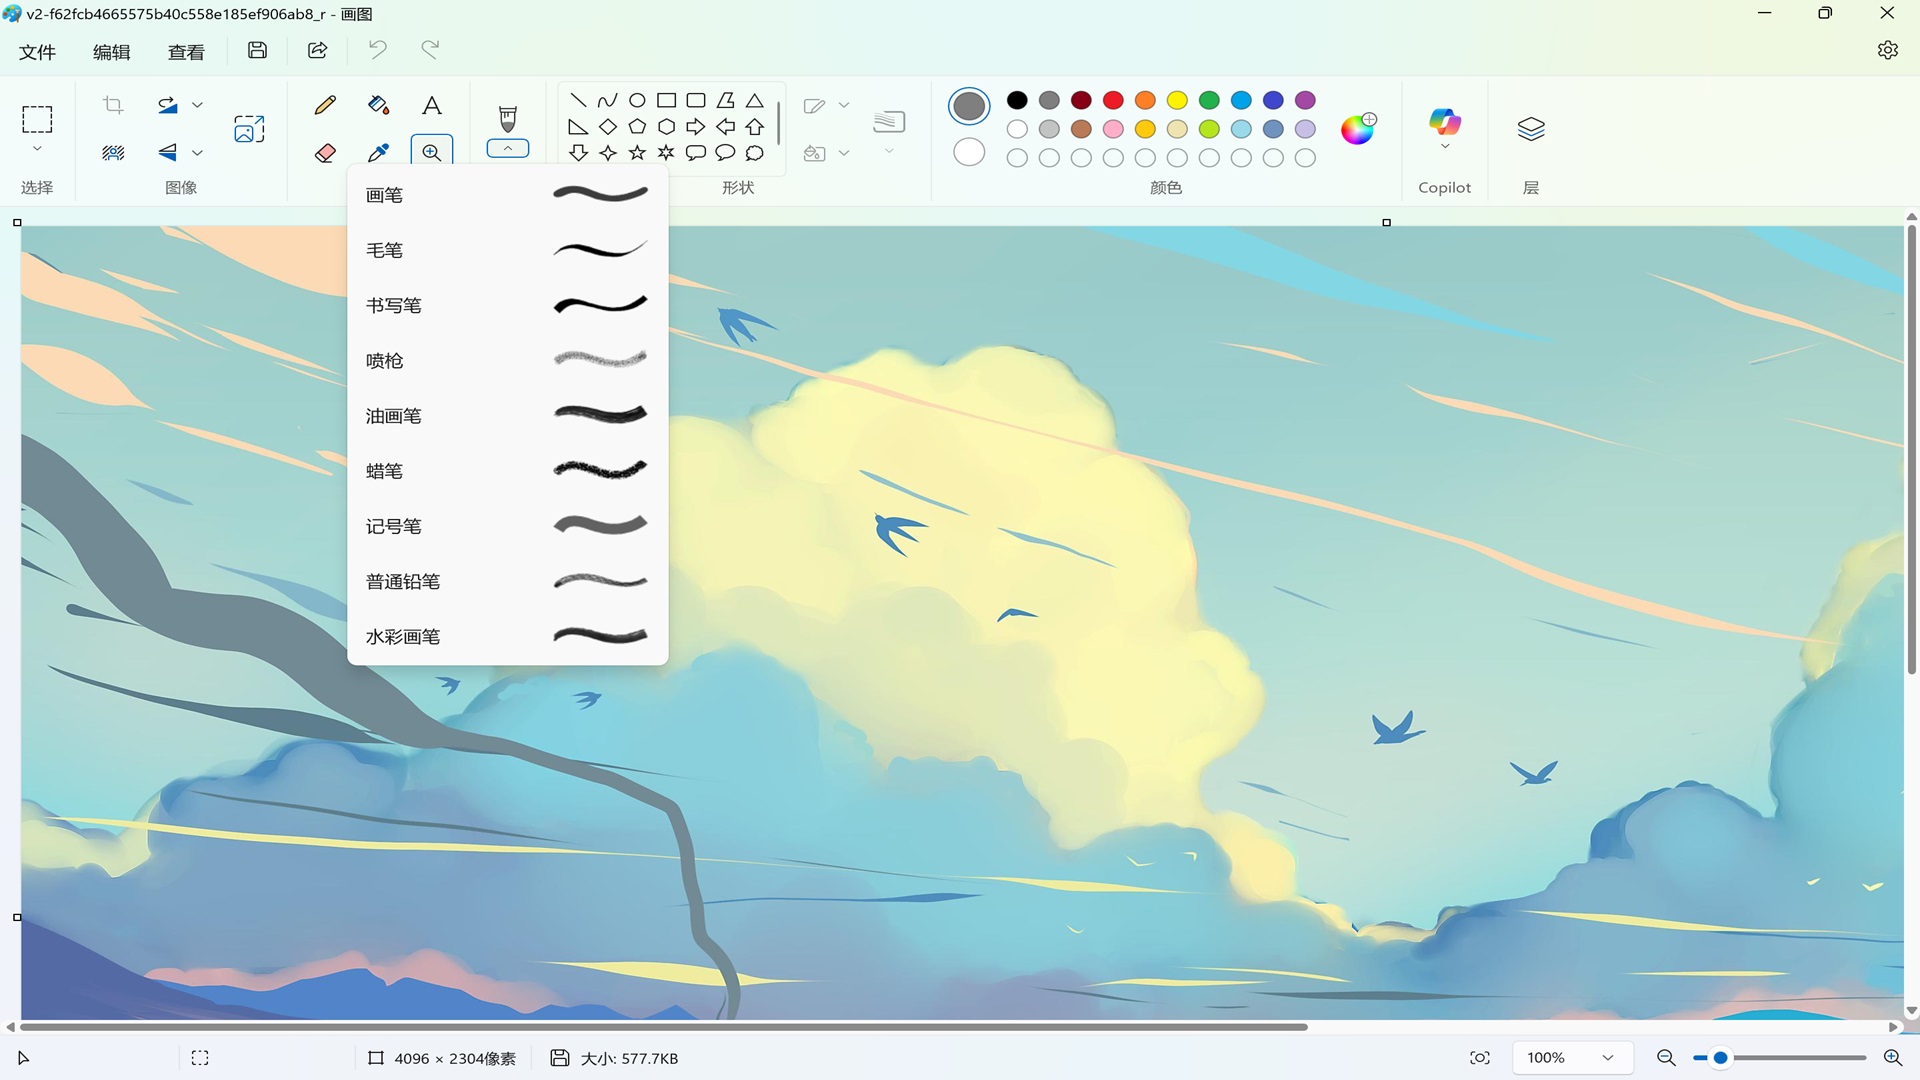 v2-f62fcb4665575b40c558e185ef906ab8_r - 画图
文件 编辑 查看
选择 图像 形状 颜色 Copilot 层
画笔
毛笔
书写笔
喷枪
油画笔
蜡笔
记号笔
普通铅笔
水彩画笔
4096 × 2304像素 大小: 577.7KB 100%